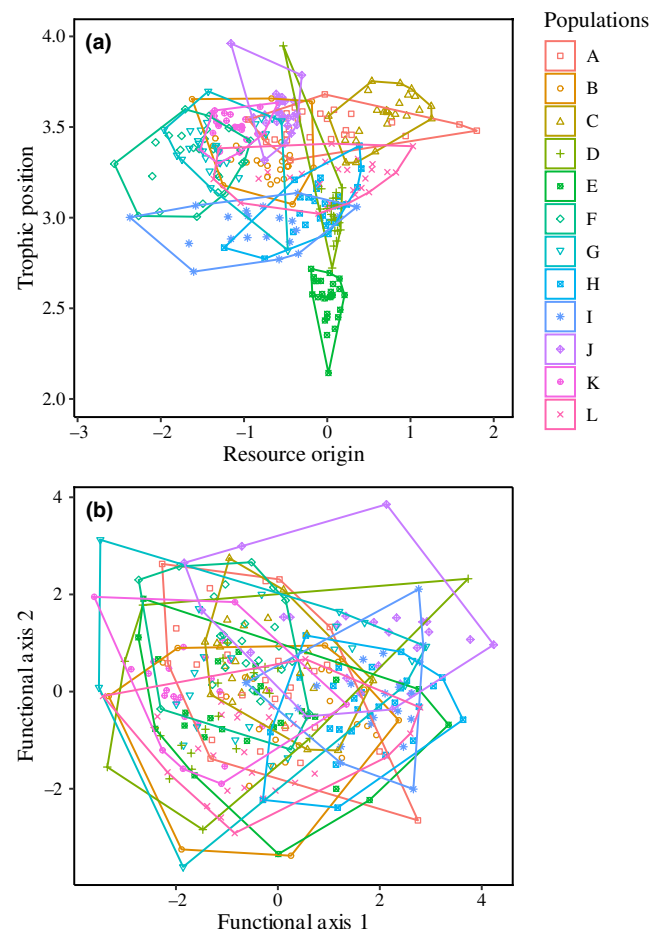 Populations
A
B
C
D
E
F
G
H
I
J
K
L
(a)
4.0
3.5
3.0
2.5
2.0
Trophic position
−3 −2 −1 0 1 2
Resource origin
(b)
4
2
0
−2
Functional axis 2
−2 0 2 4
Functional axis 1